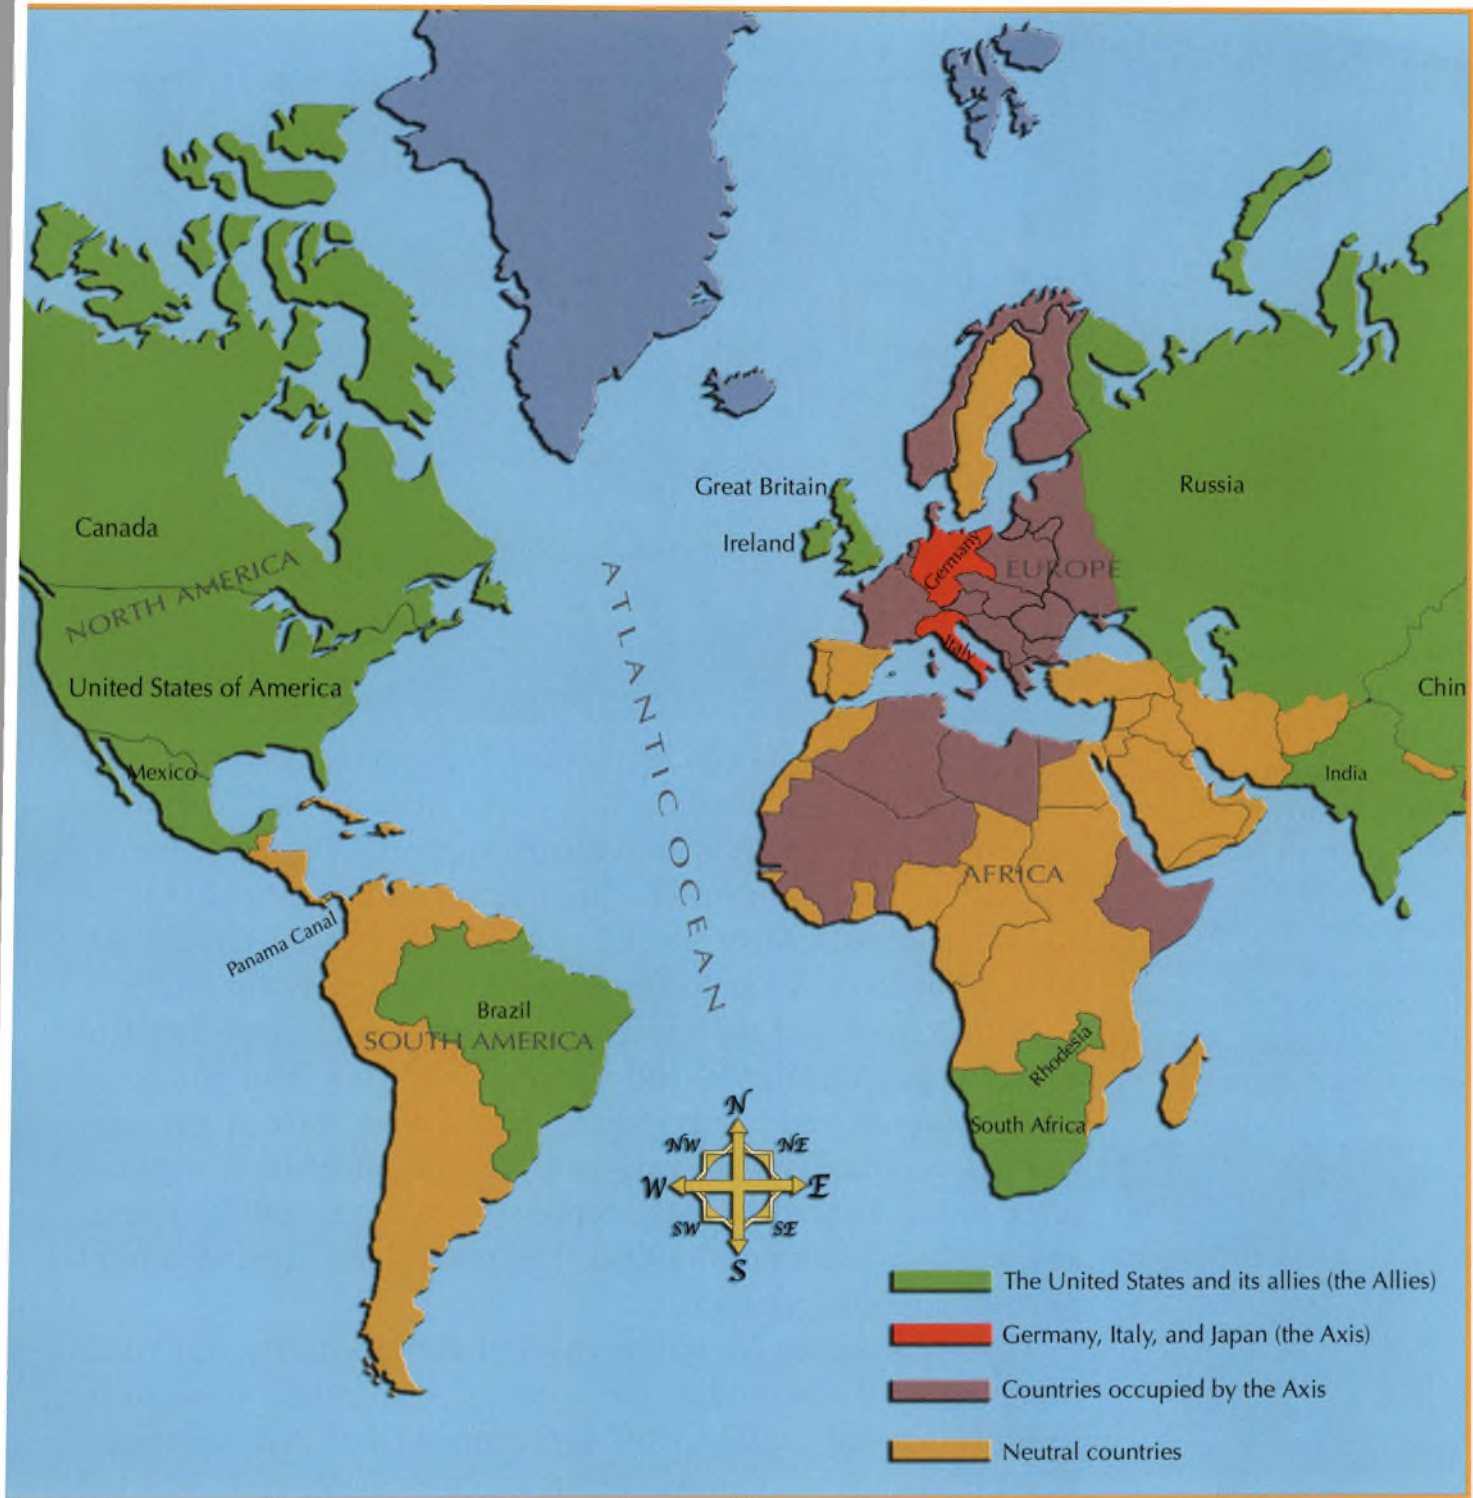 Canada
NORTH AMERICA
United States of America
Mexico
Panama Canal
Brazil
SOUTH AMERICA
ATLANTIC OCEAN
Great Britain
Ireland
Germany
EUROPE
Italy
Russia
Chin
India
AFRICA
Rhodesia
South Africa
N
NW
NE
W
E
SW
SE
S
The United States and its allies (the Allies)
Germany, Italy, and Japan (the Axis)
Countries occupied by the Axis
Neutral countries